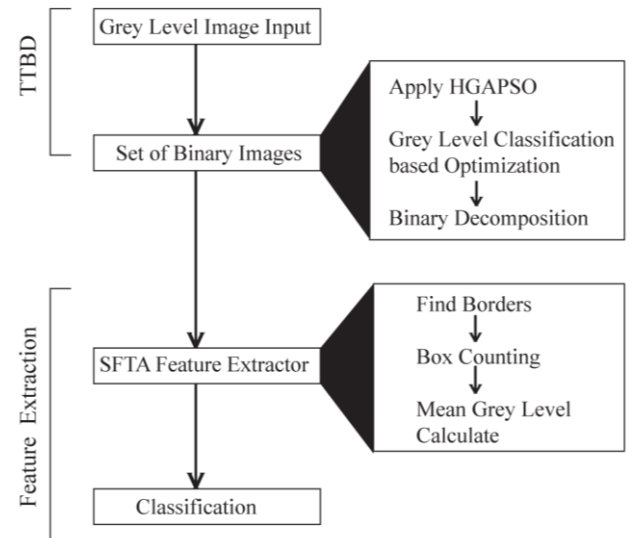 TTBD
Grey Level Image Input
Set of Binary Images
Apply HGAPSO
Grey Level Classification
based Optimization
Binary Decomposition
Feature Extraction
SFTA Feature Extractor
Find Borders
Box Counting
Mean Grey Level
Calculate
Classification